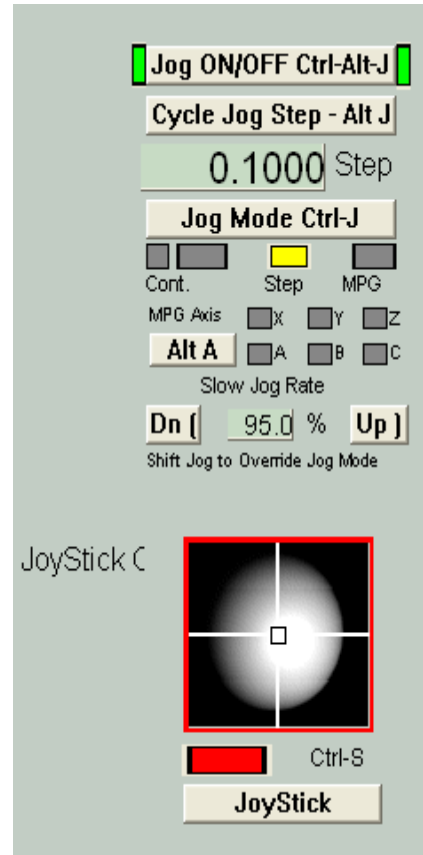 Jog ON/OFF Ctrl-Alt-J
Cycle Jog Step - Alt J
0.1000 Step
Jog Mode Ctrl-J
Cont. Step MPG
MPG Axis X Y Z
Alt A A B C
Slow Jog Rate
Dn ( 95.0 % Up )
Shift Jog to Override Jog Mode
JoyStick C
Ctrl-S
JoyStick